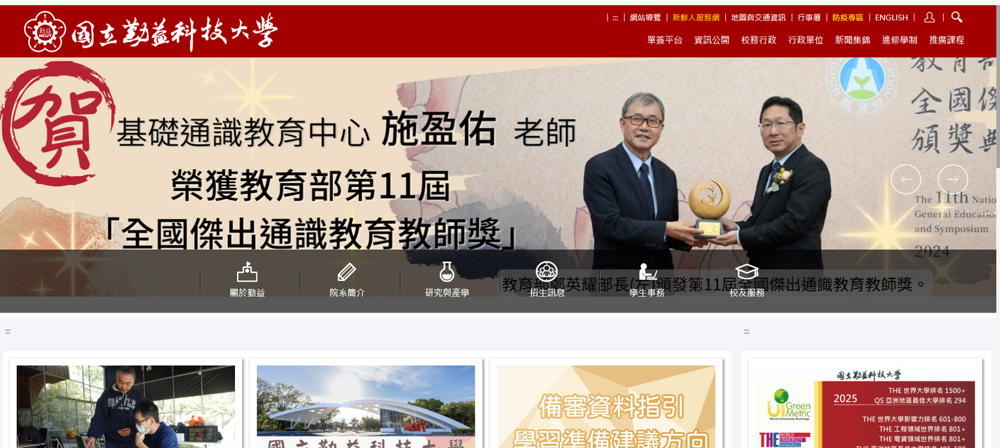 勤益
NCUT
國立勤益科技大學
:::
網站導覽
新鮮人服務網
地圖與交通資訊
行事曆
防疫專區
ENGLISH
單簽平台
資訊公開
校務行政
行政單位
新聞集錦
進修學制
推廣課程
賀
基礎通識教育中心 施盈佑 老師
榮獲教育部第11屆
「全國傑出通識教育教師獎」
教育部
教育部
全國傑
頒獎典
The 11th Natio
General Educatio
and Symposium
2024
教育部鄭英耀部長(左)頒發第11屆全國傑出通識教育教師獎。
關於勤益
院系簡介
研究與產學
招生訊息
學生事務
校友服務
:::
:::
SEATTLE
國立勤益科技大學
備審資料指引
學習準備建議方向
國立勤益科技大學
UI Green
Metric
World University Rankings
THE WORLD
UNIVERSITY
RANKINGS
2025
THE 世界大學排名 1500+
QS 亞洲地區最佳大學排名 294
THE 世界大學影響力排名 601-800
THE 工程領域世界排名 801+
THE 電資領域世界排名 801+